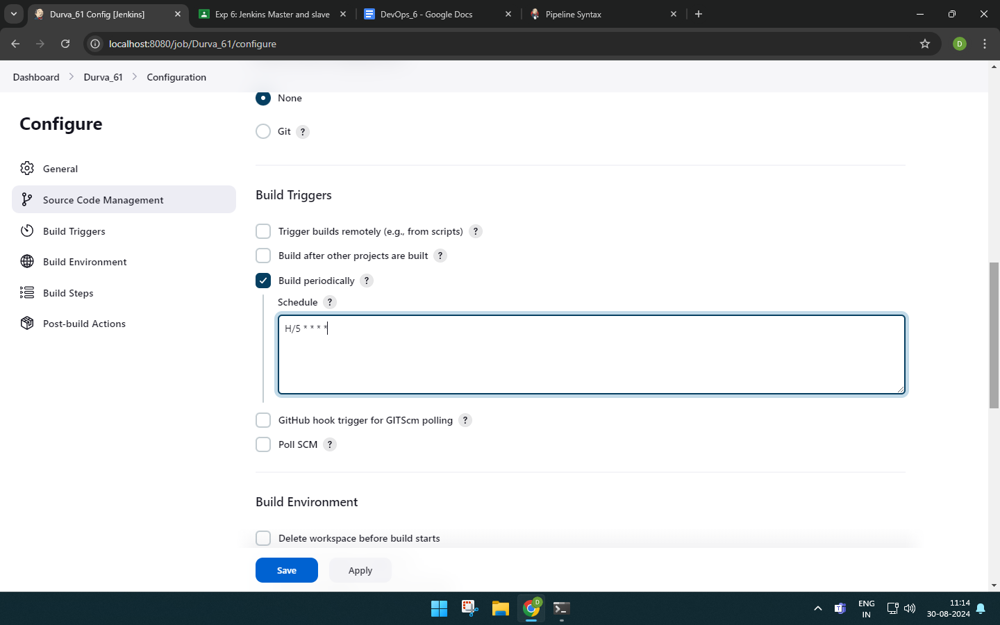 Durva_61 Config [Jenkins]
Exp 6: Jenkins Master and slave
DevOps_6 - Google Docs
Pipeline Syntax
localhost:8080/job/Durva_61/configure
D
Dashboard > Durva_61 > Configuration
Configure
General
Source Code Management
Build Triggers
Build Environment
Build Steps
Post-build Actions
None
Git ?
Build Triggers
Trigger builds remotely (e.g., from scripts) ?
Build after other projects are built ?
Build periodically ?
Schedule ?
H/5 * * * *
GitHub hook trigger for GITScm polling ?
Poll SCM ?
Build Environment
Delete workspace before build starts
Save
Apply
D
T
ENG
IN
11:14
30-08-2024